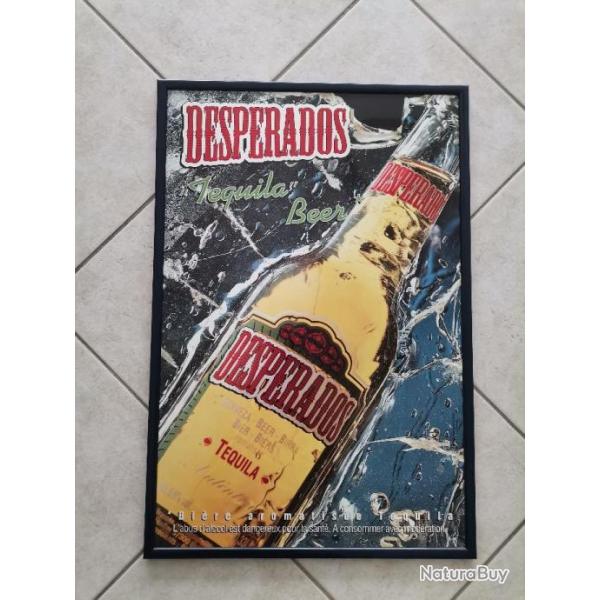 DESPERADOS
Tequila
Beer
DESPERADOS
DESPERADOS
CERVEZA · BEER · BIRRA
BIER · BIERS
TEQUILA
*Bière aromatisée Tequila
L'abus d'alcool est dangereux pour la santé. A consommer avec modération.
NaturaBuy